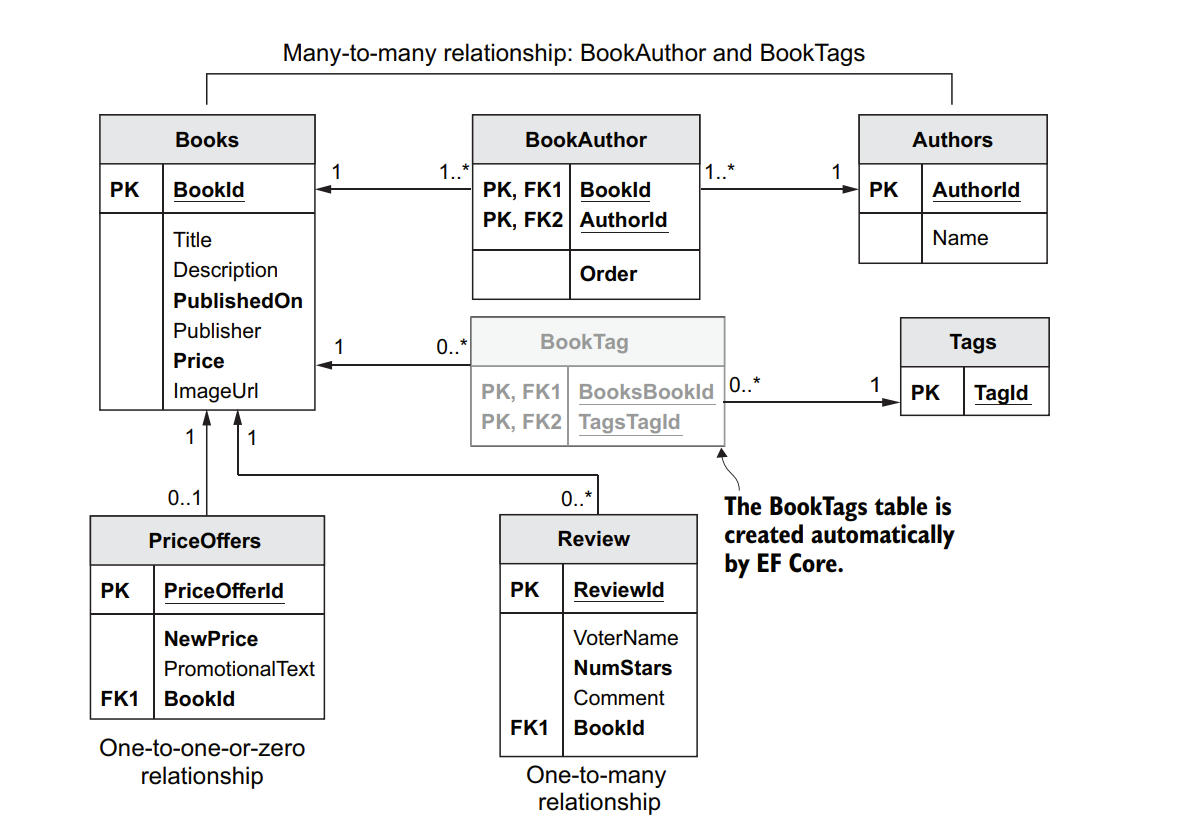 Many-to-many relationship: BookAuthor and BookTags
Books
PK BookId
Title
Description
PublishedOn
Publisher
Price
ImageUrl
1 1..*
BookAuthor
PK, FK1 BookId
PK, FK2 AuthorId
Order
1..* 1
Authors
PK AuthorId
Name
1 0..*
BookTag
PK, FK1 BooksBookId
PK, FK2 TagsTagId
0..* 1
Tags
PK TagId
The BookTags table is
created automatically
by EF Core.
1
0..1
PriceOffers
PK PriceOfferId
NewPrice
PromotionalText
FK1 BookId
One-to-one-or-zero
relationship
1
0..*
Review
PK ReviewId
VoterName
NumStars
Comment
FK1 BookId
One-to-many
relationship